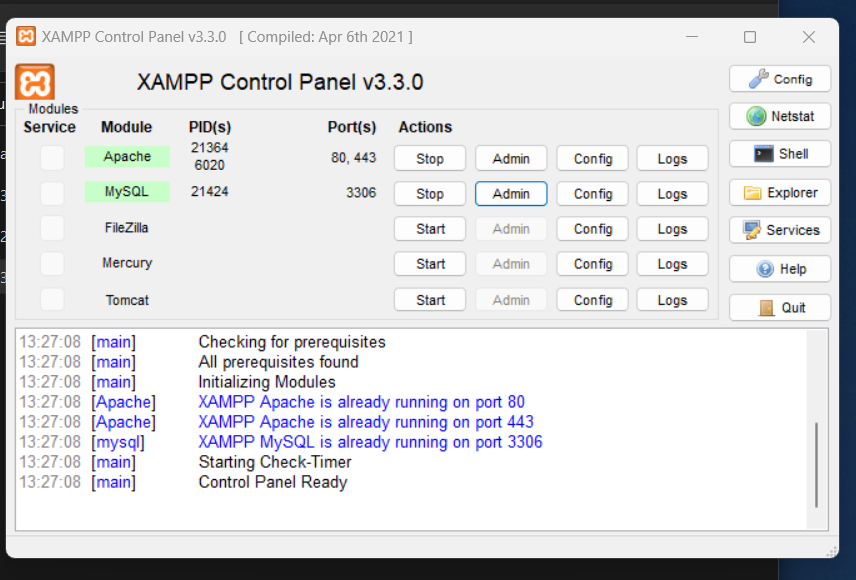 XAMPP Control Panel v3.3.0 [ Compiled: Apr 6th 2021 ]
XAMPP Control Panel v3.3.0
Modules
Service Module PID(s) Port(s) Actions
Apache 21364 6020 80, 443 Stop Admin Config Logs
MySQL 21424 3306 Stop Admin Config Logs
FileZilla Start Admin Config Logs
Mercury Start Admin Config Logs
Tomcat Start Admin Config Logs
Config
Netstat
Shell
Explorer
Services
Help
Quit
13:27:08 [main] Checking for prerequisites
13:27:08 [main] All prerequisites found
13:27:08 [main] Initializing Modules
13:27:08 [Apache] XAMPP Apache is already running on port 80
13:27:08 [Apache] XAMPP Apache is already running on port 443
13:27:08 [mysql] XAMPP MySQL is already running on port 3306
13:27:08 [main] Starting Check-Timer
13:27:08 [main] Control Panel Ready